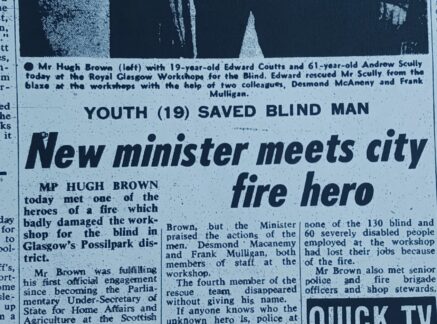 ● Mr Hugh Brown (left) with 19-year-old Edward Coutts and 61-year-old Andrew Scully
today at the Royal Glasgow Workshops for the Blind. Edward rescued Mr Scully from the
blaze at the workshops with the help of two colleagues, Desmond McAneny and Frank
Mulligan.
YOUTH (19) SAVED BLIND MAN
New minister meets city
fire hero
MP HUGH BROWN
today met one of the
heroes of a fire which
badly damaged the work-
shop for the blind in
Glasgow's Possilpark dis-
trict.
Mr Brown was fulfilling
his first official engagement
since becoming the Parlia-
mentary Under-Secretary of
State for Home Affairs and
Agriculture at the Scottish
Brown, but the Minister
praised the actions of the
men. Desmond Macanemy
and Frank Mulligan, both
members of staff at the
workshop.
The fourth member of the
rescue team, disappeared
without giving his name.
If anyone knows who the
unknown hero is, police at
none of the 130 blind and
60 severely disabled people
employed at the workshop
had lost their jobs because
of the fire.
Mr Brown also met senior
police and fire brigade
officers and shop stewards.
QUICK TV